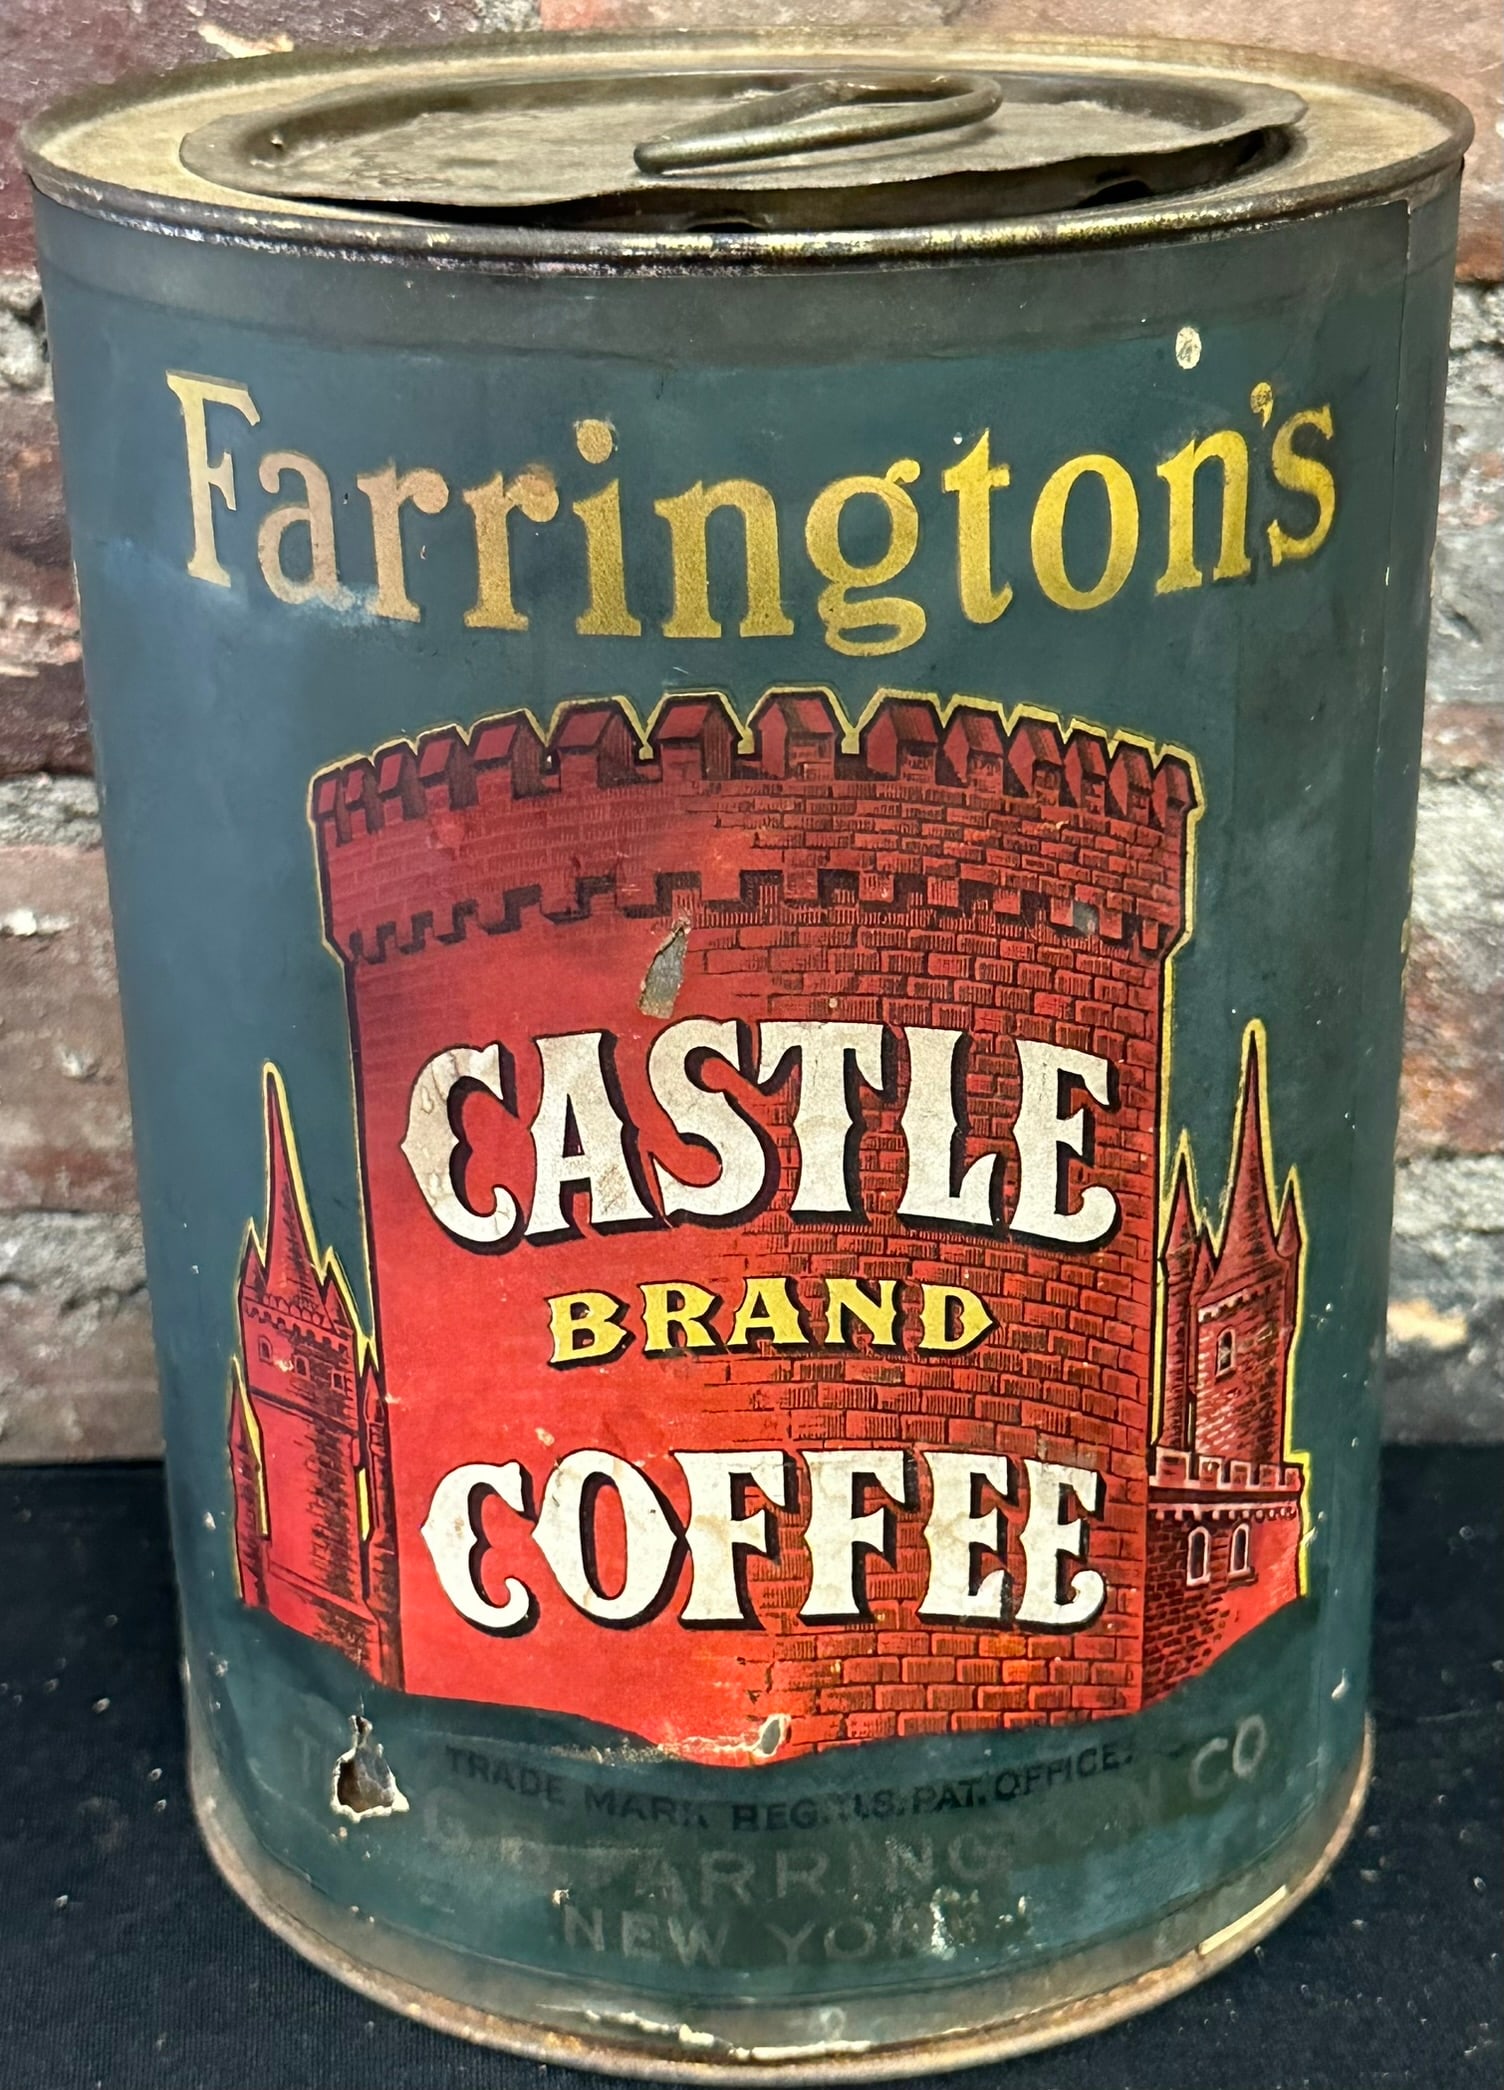 Farrington's
CASTLE
BRAND
COFFEE
TRADE MARK REG. U.S. PAT. OFFICE.
CO
NEW YORK